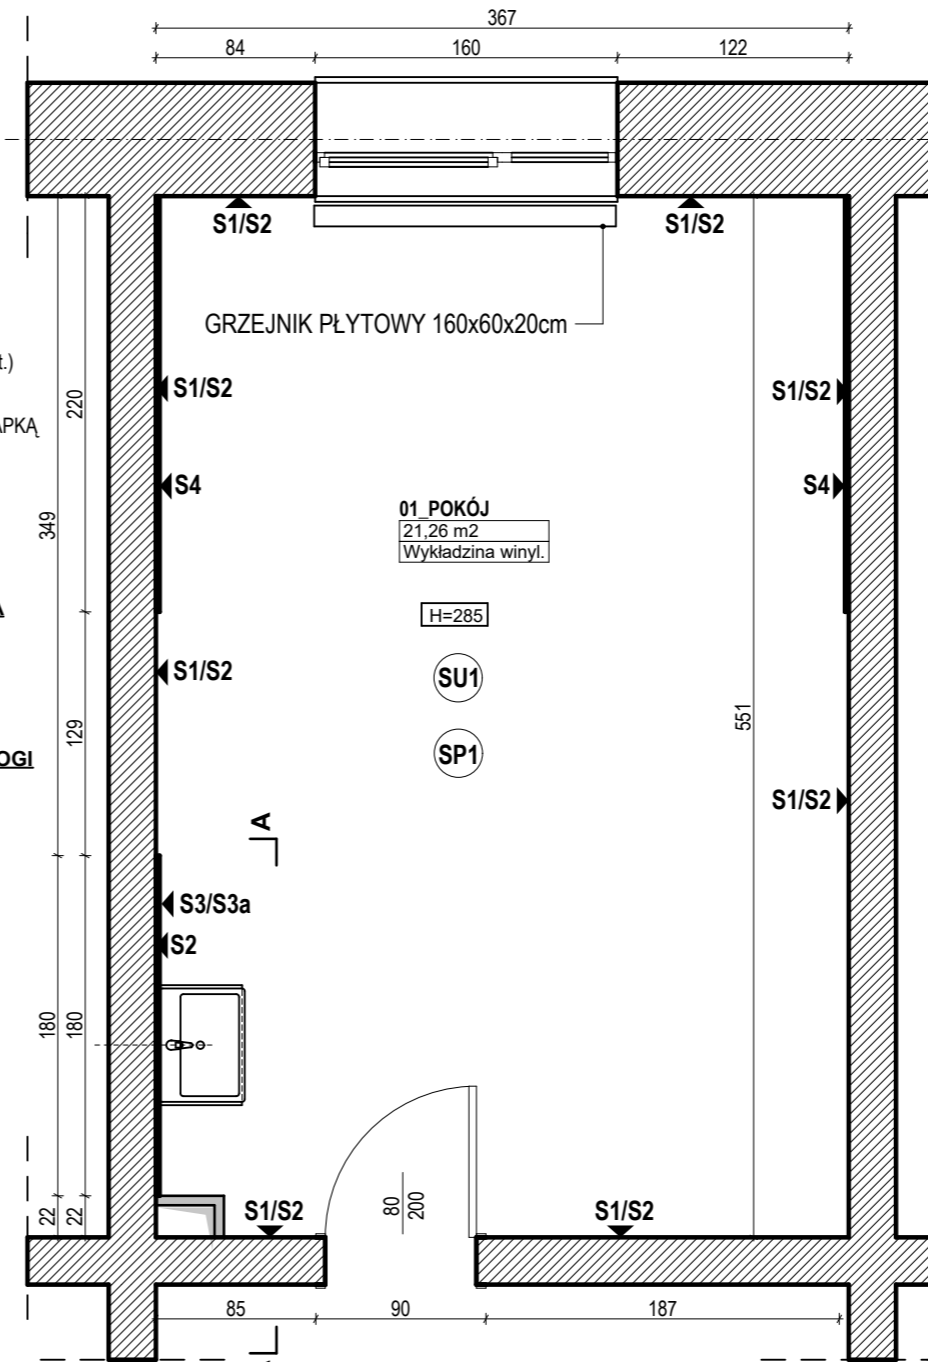 367
84 160 122
S1/S2 S1/S2
GRZEJNIK PŁYTOWY 160x60x20cm
t.)
S1/S2 S1/S2
220
APKĄ
S4 S4
349
01_POKÓJ
21,26 m2
Wykładzina winyl.
A
H=285
S1/S2
SU1
551
129
SP1
OGI
S1/S2
A
S3/S3a
S2
180 180
22 22
S1/S2
80
200
S1/S2
85 90 187